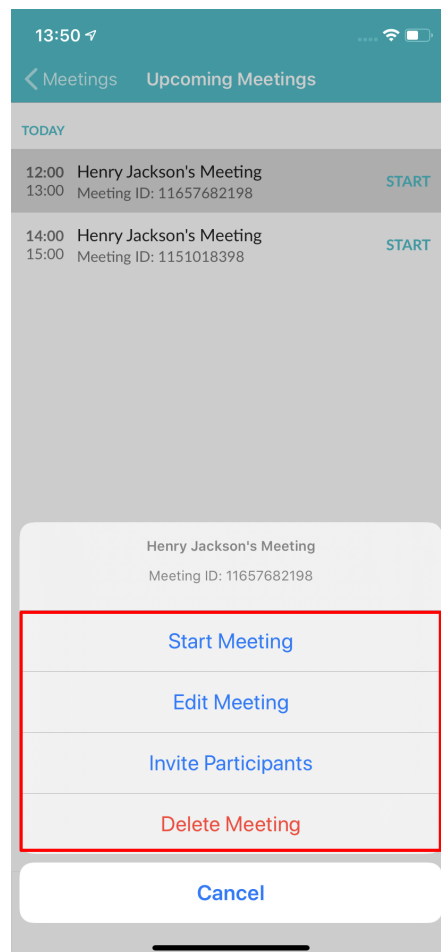 13:50
Meetings Upcoming Meetings
TODAY
12:00 Henry Jackson's Meeting
13:00 Meeting ID: 11657682198
START
14:00 Henry Jackson's Meeting
15:00 Meeting ID: 1151018398
START
Henry Jackson's Meeting
Meeting ID: 11657682198
Start Meeting
Edit Meeting
Invite Participants
Delete Meeting
Cancel